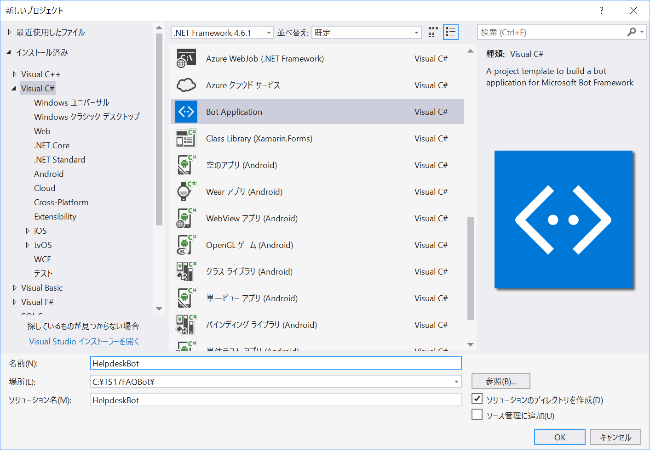 新しいプロジェクト
? ×
▷ 最近使用したファイル
インストール済み
Visual C++
Visual C#
Windows ユニバーサル
Windows クラシック デスクトップ
Web
.NET Core
.NET Standard
Android
Cloud
Cross-Platform
Extensibility
iOS
tvOS
WCF
テスト
Visual Basic
Visual F#
探しているものが見つからない場合
Visual Studio インストーラーを開く
.NET Framework 4.6.1 並べ替え: 既定
Azure WebJob (.NET Framework) Visual C#
Azure クラウド サービス Visual C#
Bot Application Visual C#
Class Library (Xamarin.Forms) Visual C#
空のアプリ (Android) Visual C#
Wear アプリ (Android) Visual C#
WebView アプリ (Android) Visual C#
OpenGL ゲーム (Android) Visual C#
クラス ライブラリ (Android) Visual C#
単一ビュー アプリ (Android) Visual C#
バインディング ライブラリ (Android) Visual C#
単体テスト アプリ (Android) Visual C#
検索 (Ctrl+E)
種類: Visual C#
A project template to build a bot
application for Microsoft Bot Framework
名前(N): HelpdeskBot
場所(L): C:¥TS17FAQBot¥ 参照(B)...
ソリューション名(M): HelpdeskBot
ソリューションのディレクトリを作成(D)
ソース管理に追加(U)
OK キャンセル